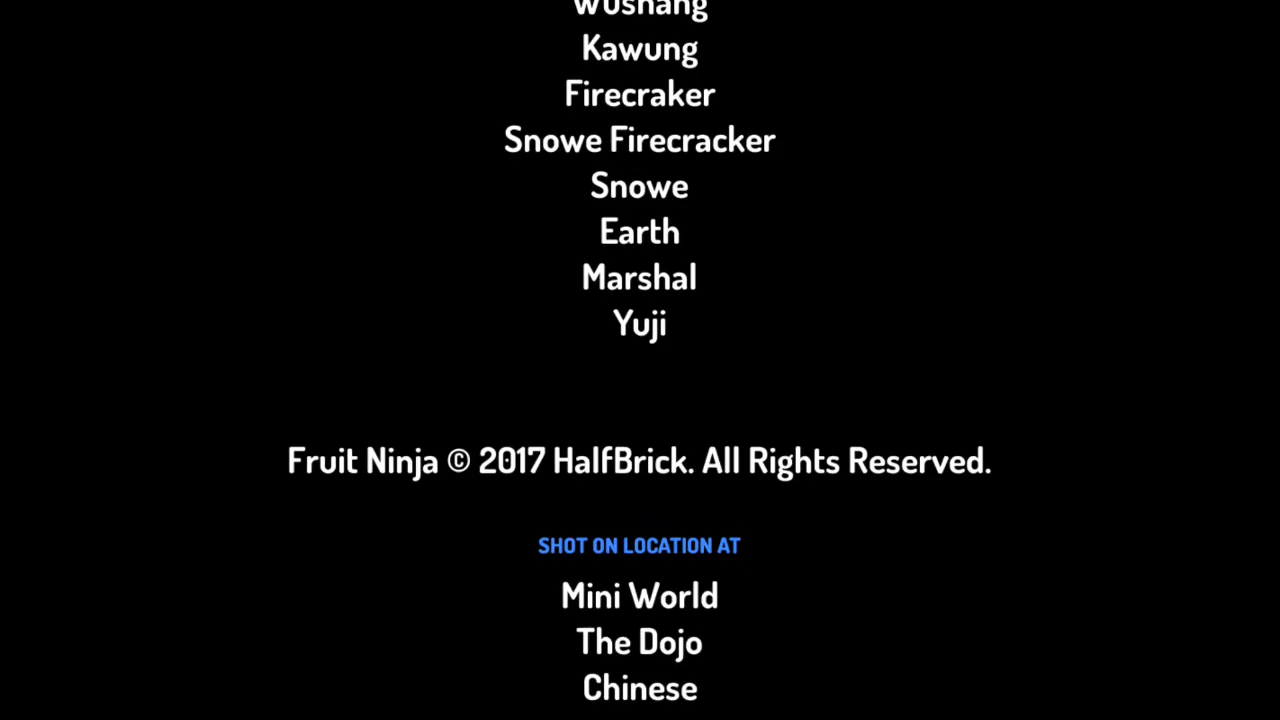 Wushang
Kawung
Firecraker
Snowe Firecracker
Snowe
Earth
Marshal
Yuji
Fruit Ninja © 2017 HalfBrick. All Rights Reserved.
SHOT ON LOCATION AT
Mini World
The Dojo
Chinese